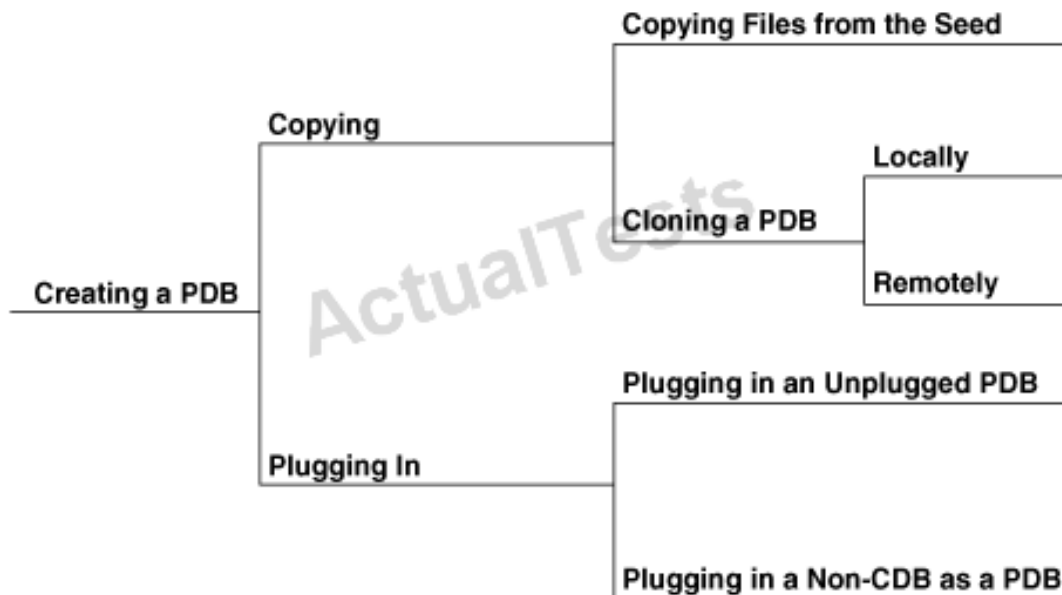 Copying Files from the Seed
Copying
Locally
Cloning a PDB
Remotely
Creating a PDB
ActualTests
Plugging in an Unplugged PDB
Plugging In
Plugging in a Non-CDB as a PDB